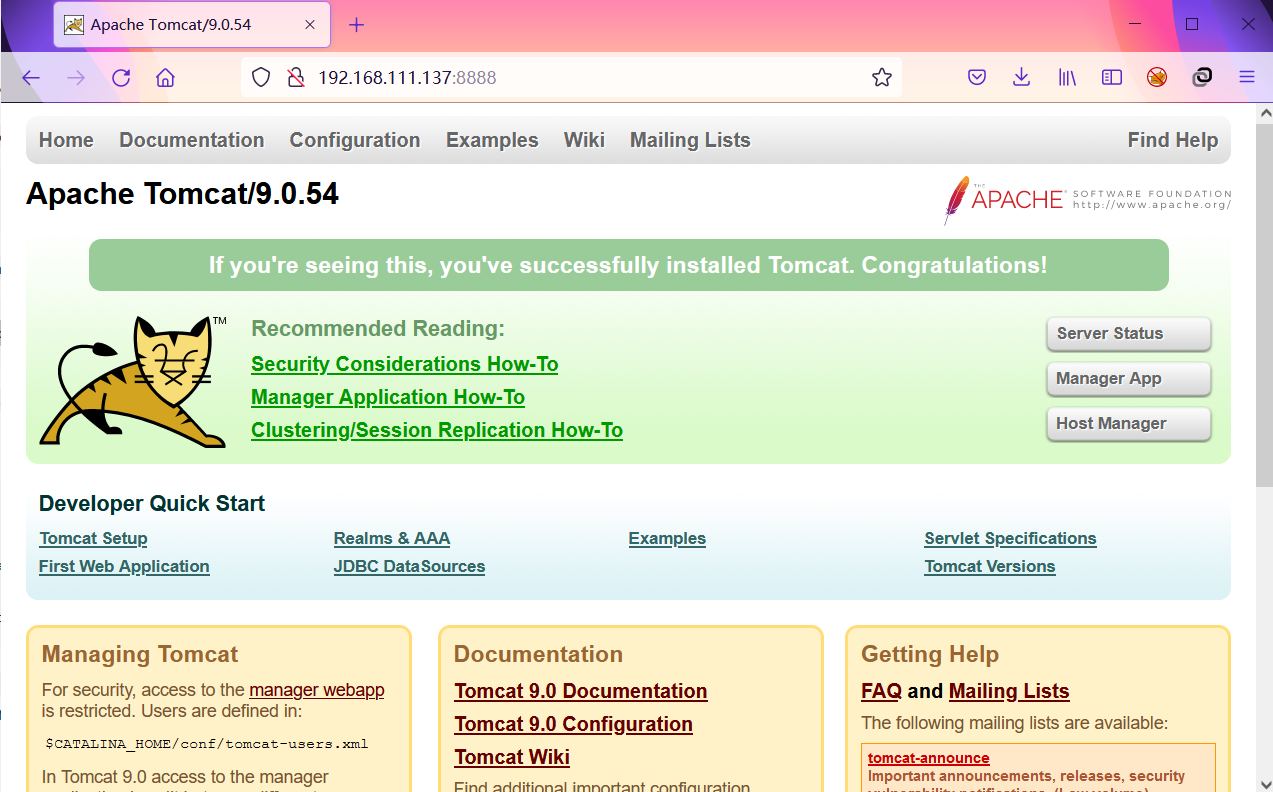 Apache Tomcat/9.0.54
192.168.111.137:8888
Home Documentation Configuration Examples Wiki Mailing Lists Find Help
Apache Tomcat/9.0.54
THE APACHE® SOFTWARE FOUNDATION
http://www.apache.org/
If you're seeing this, you've successfully installed Tomcat. Congratulations!
TM
Recommended Reading:
Security Considerations How-To
Manager Application How-To
Clustering/Session Replication How-To
Server Status
Manager App
Host Manager
Developer Quick Start
Tomcat Setup
First Web Application
Realms & AAA
JDBC DataSources
Examples
Servlet Specifications
Tomcat Versions
Managing Tomcat
For security, access to the manager webapp
is restricted. Users are defined in:
$CATALINA_HOME/conf/tomcat-users.xml
In Tomcat 9.0 access to the manager
Documentation
Tomcat 9.0 Documentation
Tomcat 9.0 Configuration
Tomcat Wiki
Find additional important configuration
Getting Help
FAQ and Mailing Lists
The following mailing lists are available:
tomcat-announce
Important announcements, releases, security
vulnerability notifications. (Low volume).